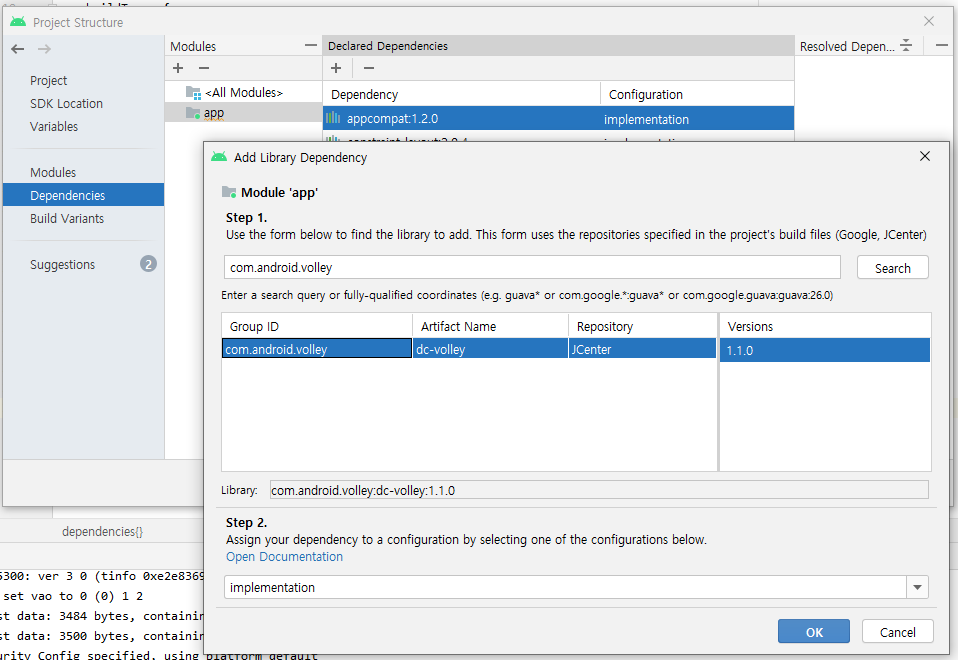 Project Structure
Project
SDK Location
Variables
Modules
Dependencies
Build Variants
Suggestions
2
Modules
<All Modules>
app
Declared Dependencies
Dependency Configuration
appcompat:1.2.0 implementation
Resolved Depen...
Add Library Dependency
Module 'app'
Step 1.
Use the form below to find the library to add. This form uses the repositories specified in the project's build files (Google, JCenter)
com.android.volley
Search
Enter a search query or fully-qualified coordinates (e.g. guava* or com.google.*:guava* or com.google.guava:guava:26.0)
Group ID Artifact Name Repository Versions
com.android.volley dc-volley JCenter 1.1.0
Library: com.android.volley:dc-volley:1.1.0
Step 2.
Assign your dependency to a configuration by selecting one of the configurations below.
Open Documentation
implementation
OK Cancel
dependencies{}
5300: ver 3 0 (tinfo 0xe2e8369
set vao to 0 (0) 1 2
st data: 3484 bytes, containin
st data: 3500 bytes, containin
urity Config specified, using platform default